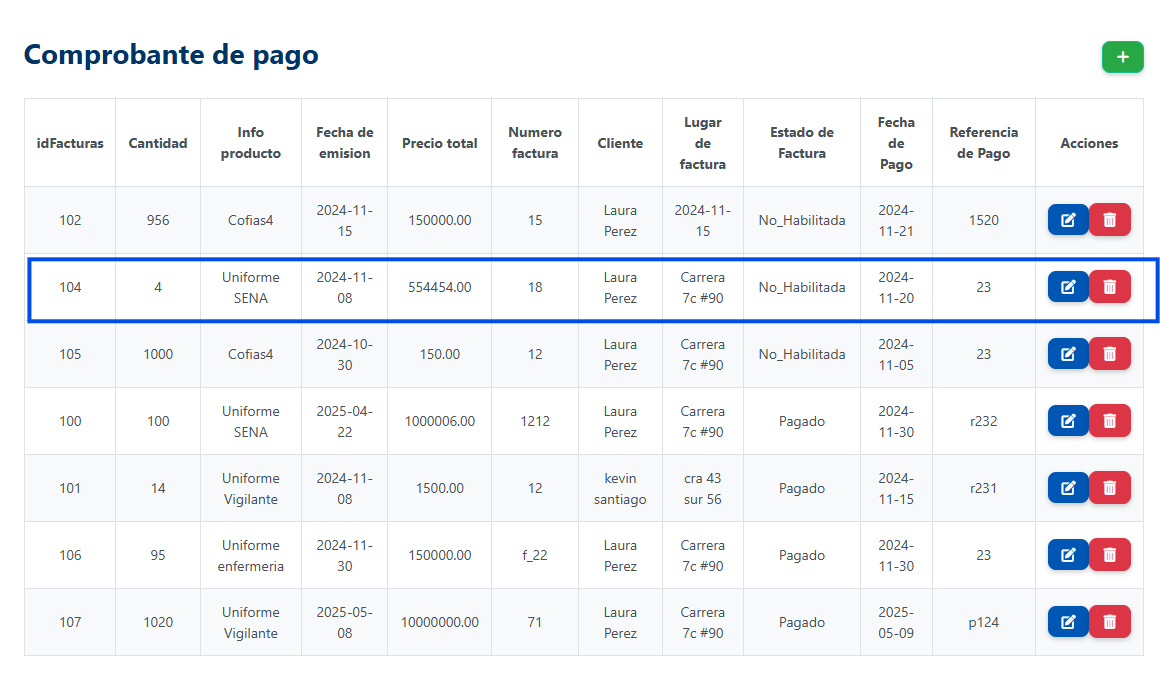 Comprobante de pago
+
idFacturas Cantidad Info producto Fecha de emision Precio total Numero factura Cliente Lugar de factura Estado de Factura Fecha de Pago Referencia de Pago Acciones
102 956 Cofias4 2024-11-15 150000.00 15 Laura Perez 2024-11-15 No_Habilitada 2024-11-21 1520
104 4 Uniforme SENA 2024-11-08 554454.00 18 Laura Perez Carrera 7c #90 No_Habilitada 2024-11-20 23
105 1000 Cofias4 2024-10-30 150.00 12 Laura Perez Carrera 7c #90 No_Habilitada 2024-11-05 23
100 100 Uniforme SENA 2025-04-22 1000006.00 1212 Laura Perez Carrera 7c #90 Pagado 2024-11-30 r232
101 14 Uniforme Vigilante 2024-11-08 1500.00 12 kevin santiago cra 43 sur 56 Pagado 2024-11-15 r231
106 95 Uniforme enfermeria 2024-11-30 150000.00 f_22 Laura Perez Carrera 7c #90 Pagado 2024-11-30 23
107 1020 Uniforme Vigilante 2025-05-08 10000000.00 71 Laura Perez Carrera 7c #90 Pagado 2025-05-09 p124